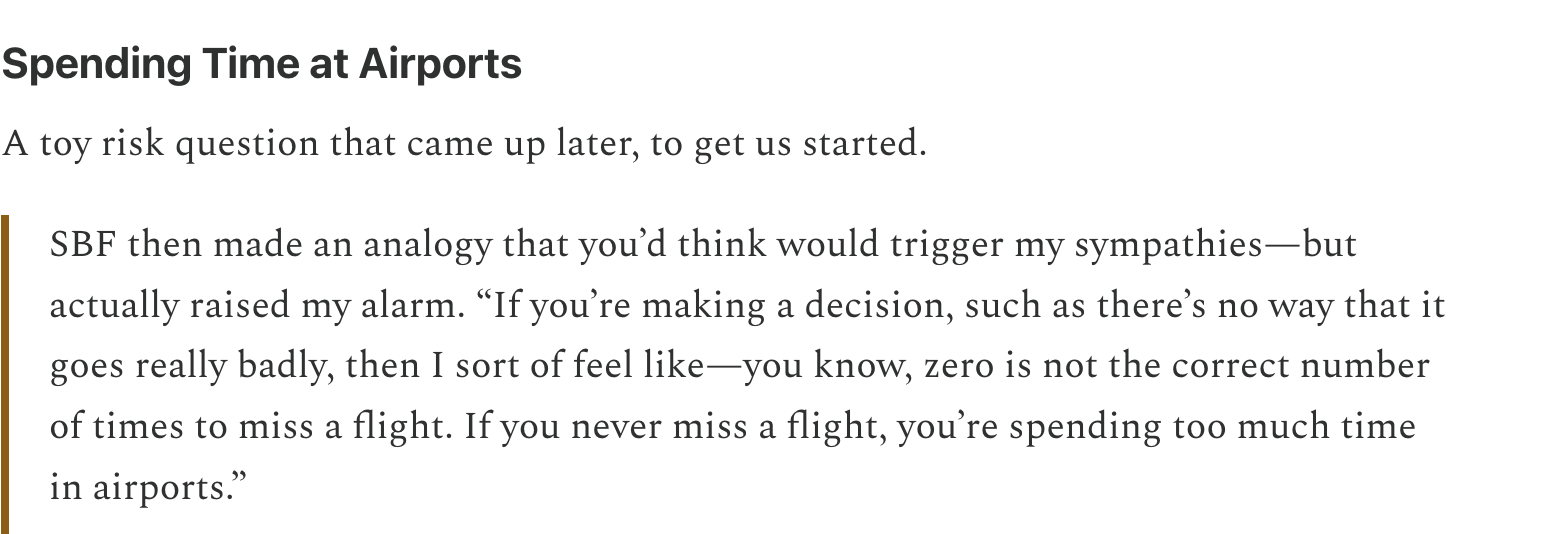 Spending Time at Airports
A toy risk question that came up later, to get us started.
SBF then made an analogy that you’d think would trigger my sympathies—but
actually raised my alarm. “If you’re making a decision, such as there’s no way that it
goes really badly, then I sort of feel like—you know, zero is not the correct number
of times to miss a flight. If you never miss a flight, you’re spending too much time
in airports.”